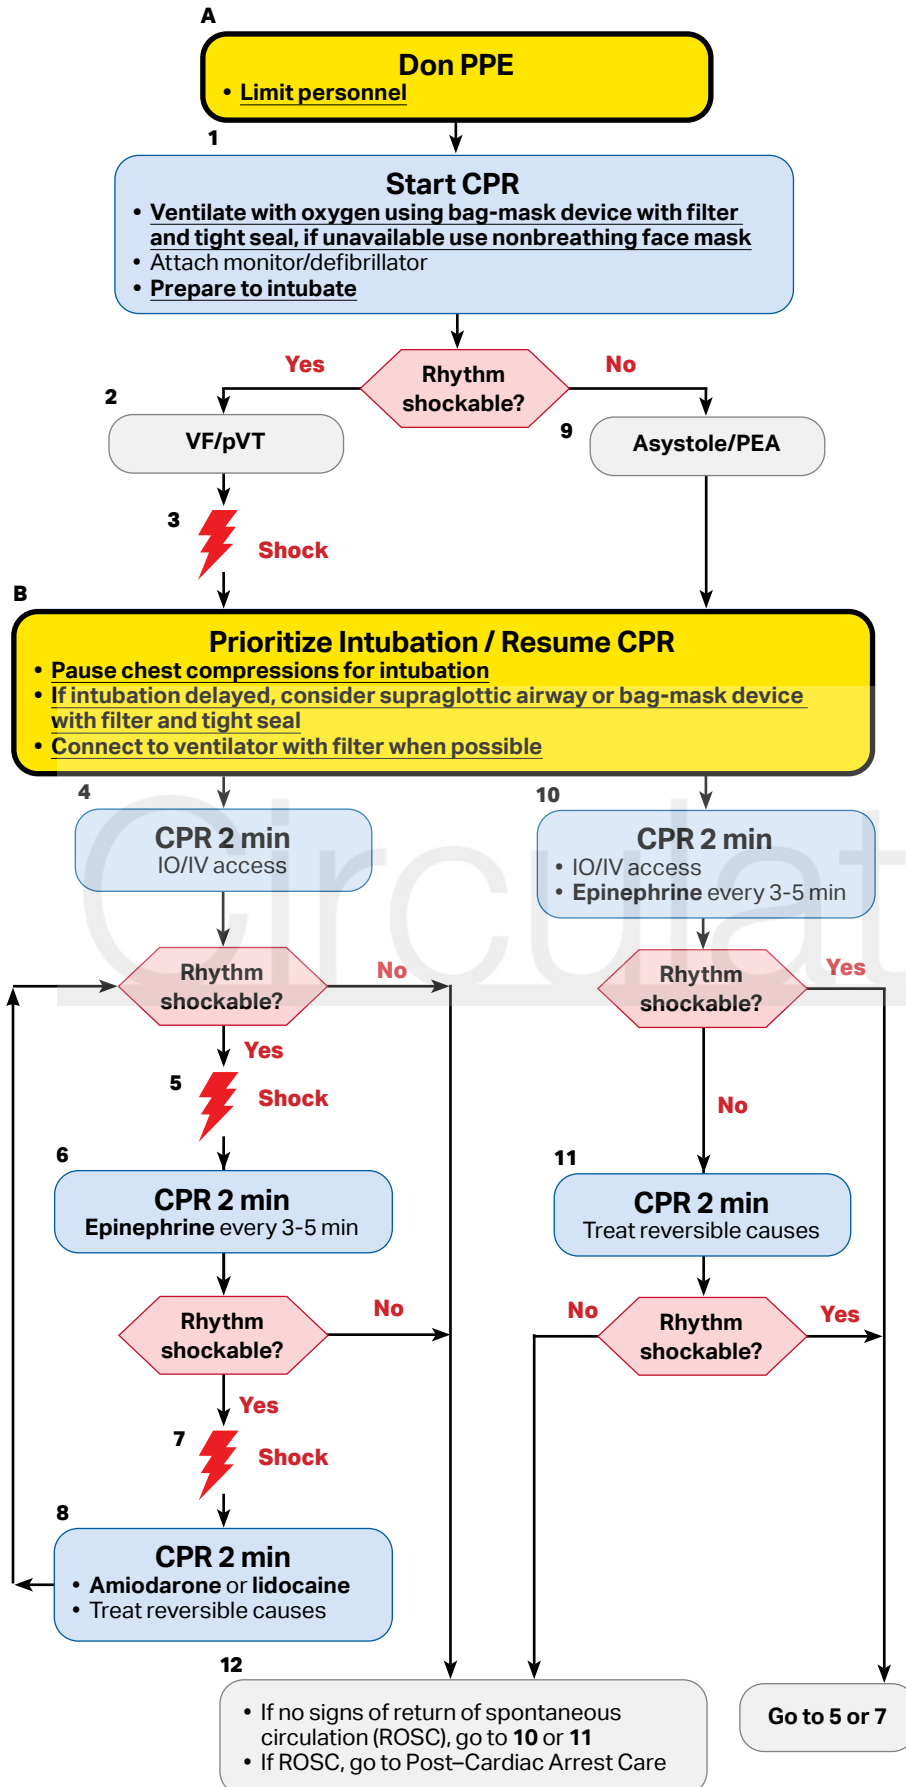 A
Don PPE
• Limit personnel
1
Start CPR
• Ventilate with oxygen using bag-mask device with filter
and tight seal, if unavailable use nonbreathing face mask
• Attach monitor/defibrillator
• Prepare to intubate
Yes
Rhythm
shockable?
No
2
VF/pVT
9
Asystole/PEA
3
Shock
B
Prioritize Intubation / Resume CPR
• Pause chest compressions for intubation
• If intubation delayed, consider supraglottic airway or bag-mask device
with filter and tight seal
• Connect to ventilator with filter when possible
4
CPR 2 min
IO/IV access
10
CPR 2 min
• IO/IV access
• Epinephrine every 3-5 min
Circulat
Rhythm
shockable?
No
Yes
Rhythm
shockable?
Yes
No
5
Shock
6
CPR 2 min
Epinephrine every 3-5 min
11
CPR 2 min
Treat reversible causes
Rhythm
shockable?
No
Yes
No
Rhythm
shockable?
Yes
7
Shock
8
CPR 2 min
• Amiodarone or lidocaine
• Treat reversible causes
12
• If no signs of return of spontaneous
circulation (ROSC), go to 10 or 11
• If ROSC, go to Post–Cardiac Arrest Care
Go to 5 or 7